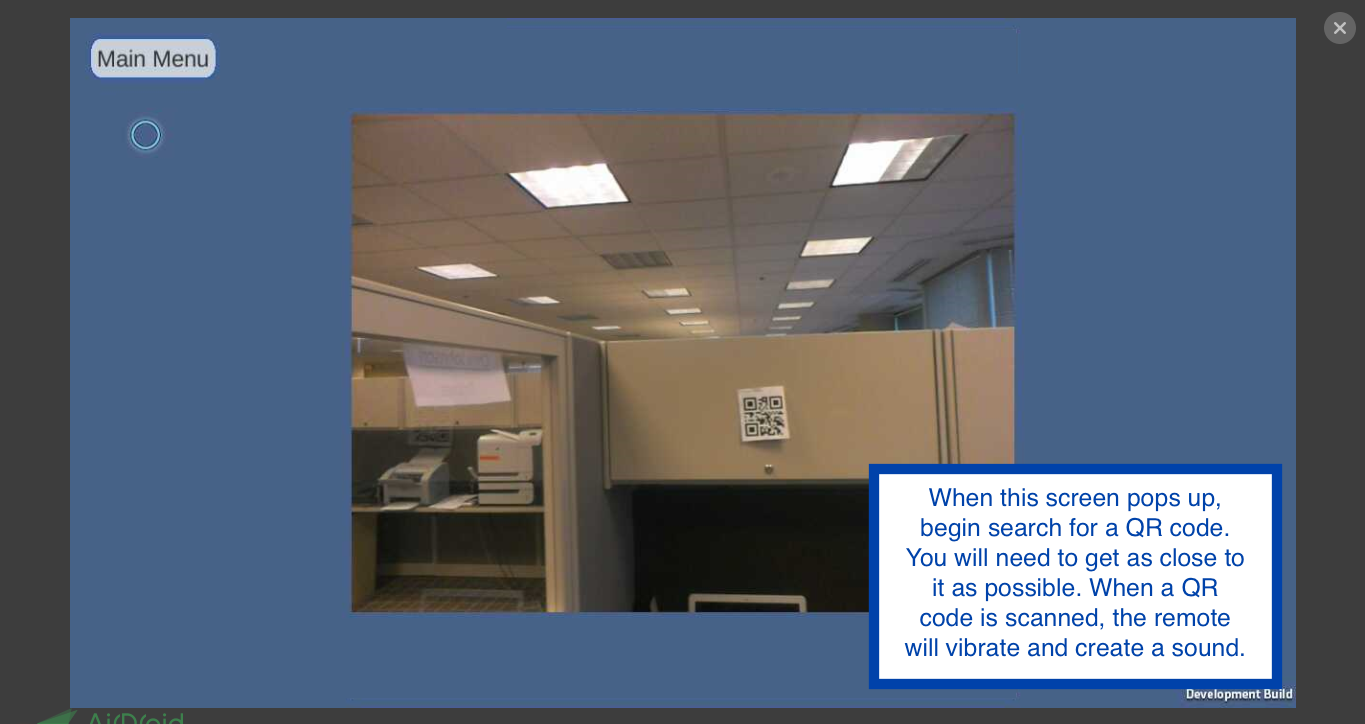 Main Menu
When this screen pops up,
begin search for a QR code.
You will need to get as close to
it as possible. When a QR
code is scanned, the remote
will vibrate and create a sound.
Development Build
AirDroid